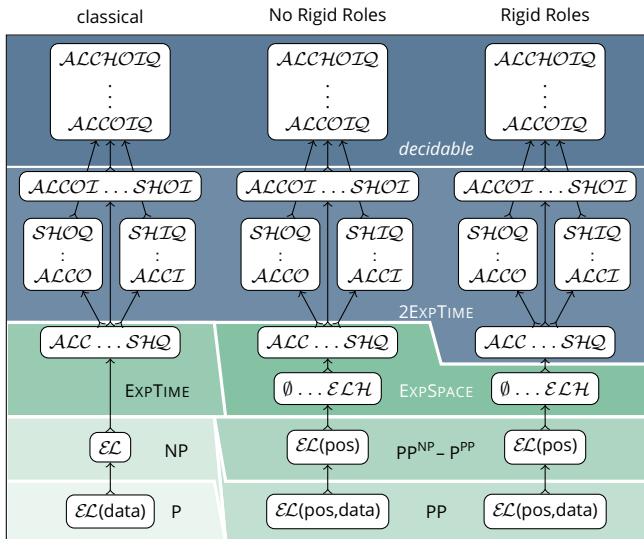 classical No Rigid Roles Rigid Roles
ALCHOIQ ALCHOIQ ALCHOIQ
⋮ ⋮ ⋮
ALCOIQ ALCOIQ ALCOIQ
decidable
ALCOI ... SHOI ALCOI ... SHOI ALCOI ... SHOI
SHOQ SHIQ SHOQ SHIQ SHOQ SHIQ
⋮ ⋮ ⋮ ⋮ ⋮ ⋮
ALCO ALCI ALCO ALCI ALCO ALCI
2EXPTIME
ALC ... SHQ ALC ... SHQ ALC ... SHQ
EXPTIME ∅ ... ELH EXPSPACE ∅ ... ELH
EL NP EL(pos) PP^NP – P^PP EL(pos)
EL(data) P EL(pos,data) PP EL(pos,data)